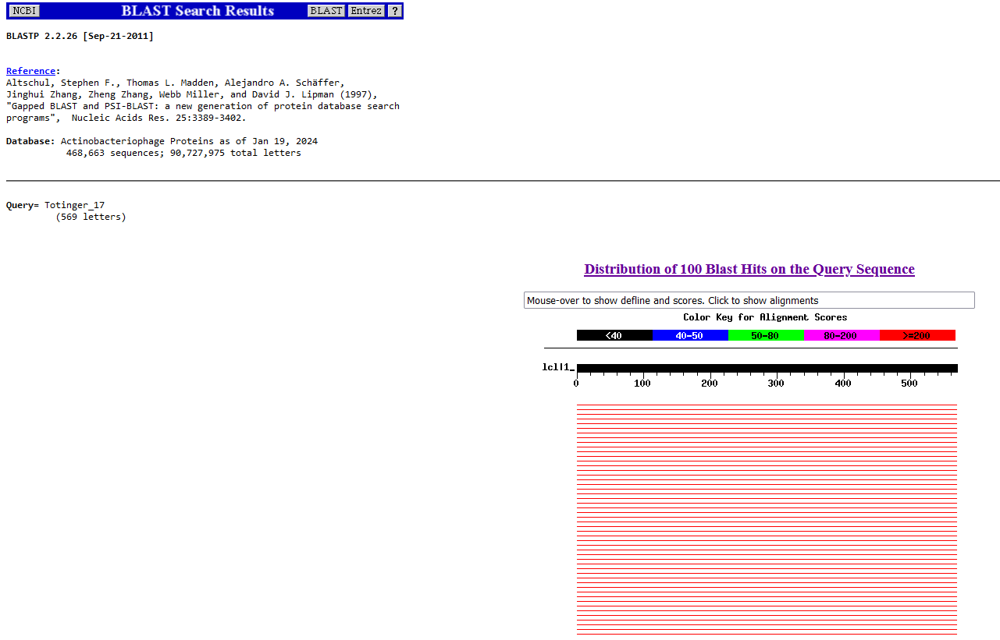 NCBI BLAST Search Results BLAST Entrez ?
BLASTP 2.2.26 [Sep-21-2011]
Reference:
Altschul, Stephen F., Thomas L. Madden, Alejandro A. Schäffer,
Jinghui Zhang, Zheng Zhang, Webb Miller, and David J. Lipman (1997),
"Gapped BLAST and PSI-BLAST: a new generation of protein database search
programs", Nucleic Acids Res. 25:3389-3402.
Database: Actinobacteriophage Proteins as of Jan 19, 2024
468,663 sequences; 90,727,975 total letters
Query= Totinger_17
(569 letters)
Distribution of 100 Blast Hits on the Query Sequence
Mouse-over to show defline and scores. Click to show alignments
Color Key for Alignment Scores
<40 40-50 50-80 80-200 >=200
lcl|1_
0 100 200 300 400 500